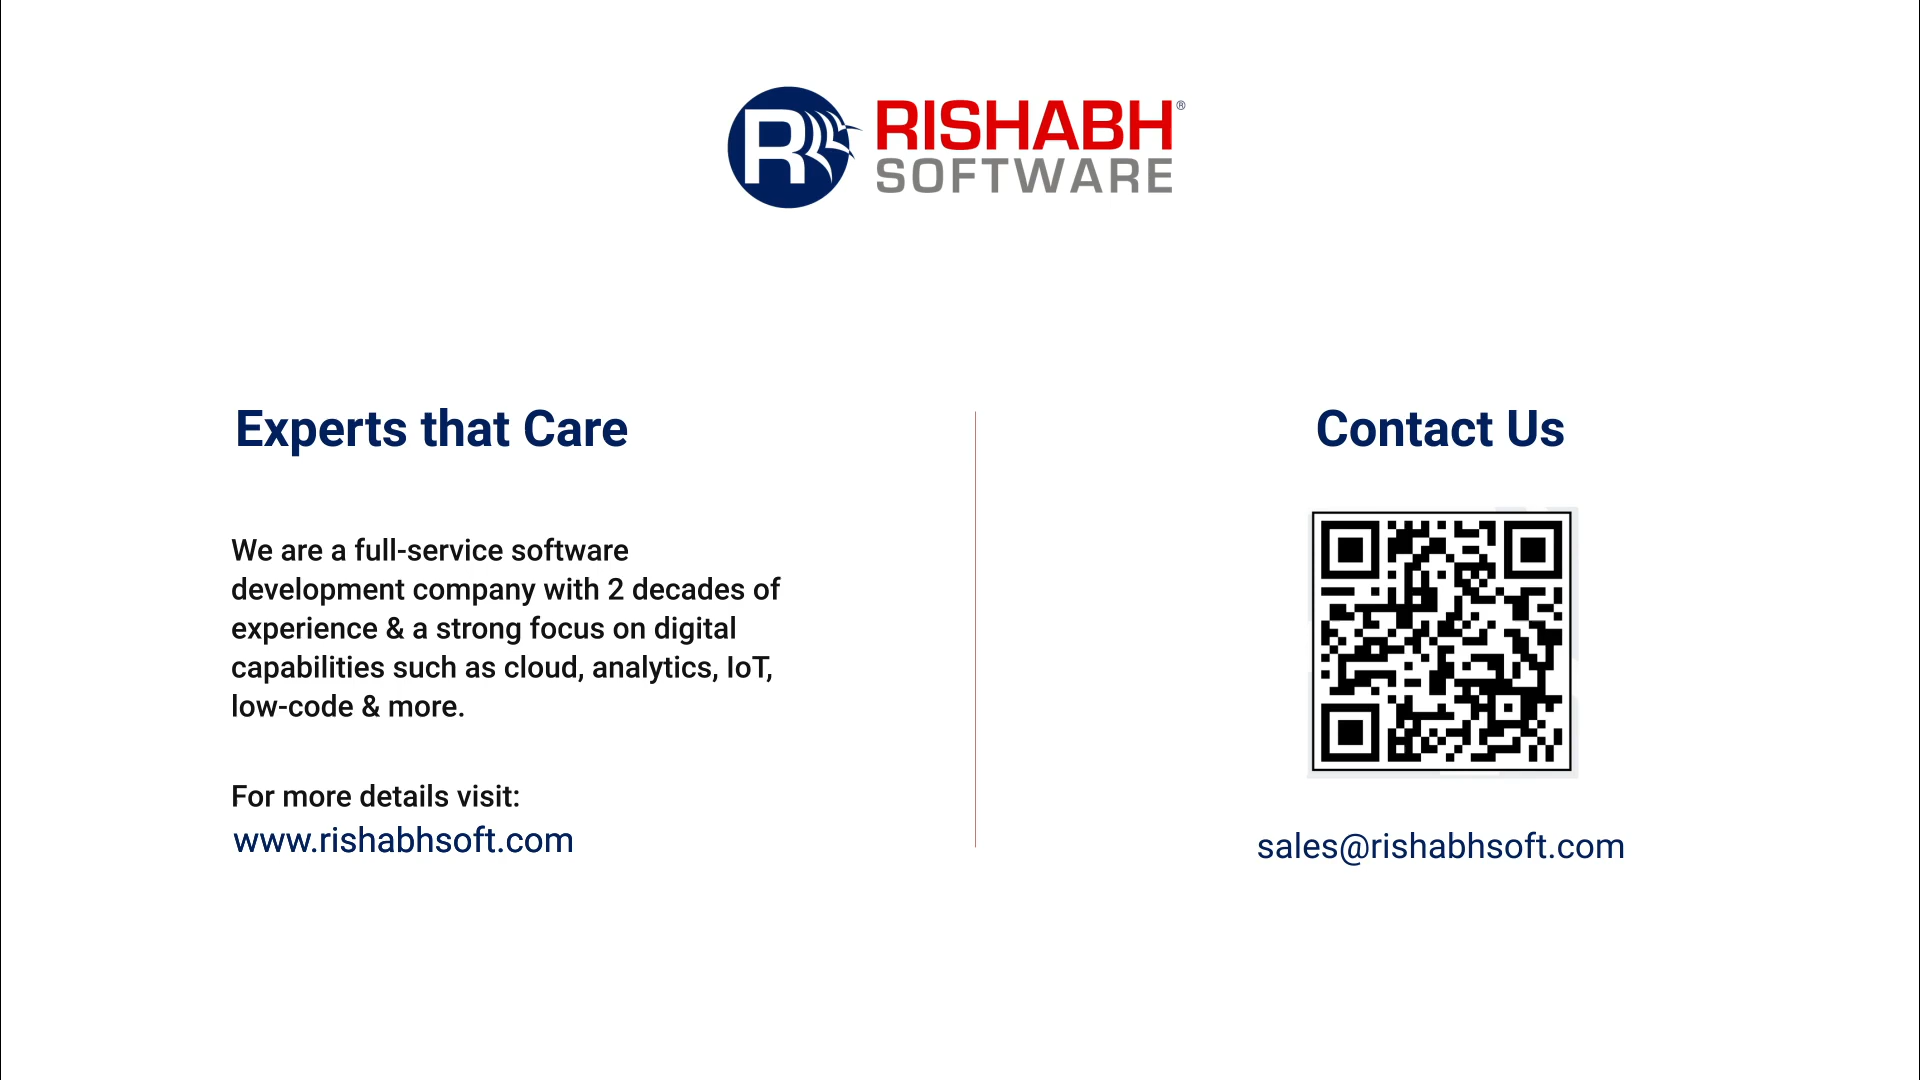 R
RISHABH®
SOFTWARE
Experts that Care
We are a full-service software
development company with 2 decades of
experience & a strong focus on digital
capabilities such as cloud, analytics, IoT,
low-code & more.
For more details visit:
www.rishabhsoft.com
Contact Us
sales@rishabhsoft.com